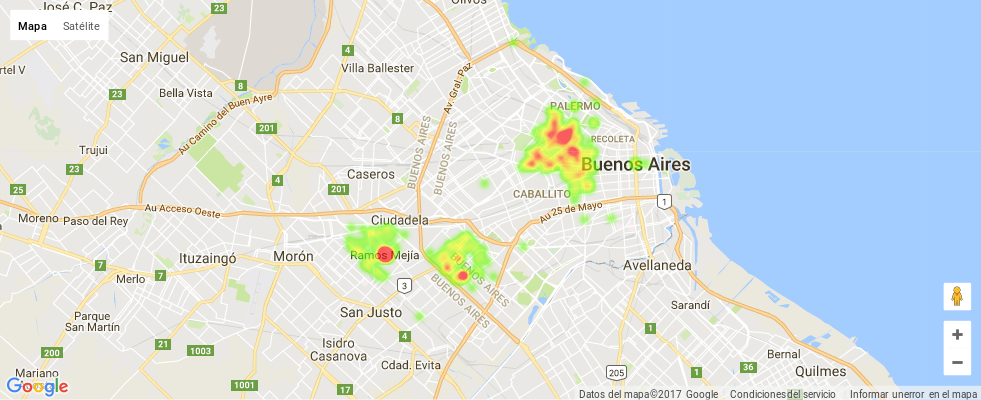 JOSÉ C. PAZ
Olivos
23
Mapa
Satélite
4
San Miguel
Villa Ballester
rtel V
8
Av. Gral. Paz
23
Bella Vista
PALERMO
Au Camino del Buen Ayre
8
201
RECOLETA
Trujui
BUENOS AIRES
BUENOS AIRES
Buenos Aires
23
Caseros
4
25
201
CABALLITO
Moreno
Paso del Rey
Au Acceso Oeste
Au 25 de Mayo
1
Ciudadela
Ituzaingó
Morón
Ramos Mejía
7
7
Merlo
BUENOS AIRES
Avellaneda
3
BUENOS AIRES
Sarandí
Parque
San Martín
San Justo
4
1
21
1003
Isidro
Casanova
200
Cdad. Evita
Bernal
Mariano
205
1
Quilmes
1001
17
Google
Datos del mapa ©2017 Google
Condiciones del servicio
Informar un error en el mapa